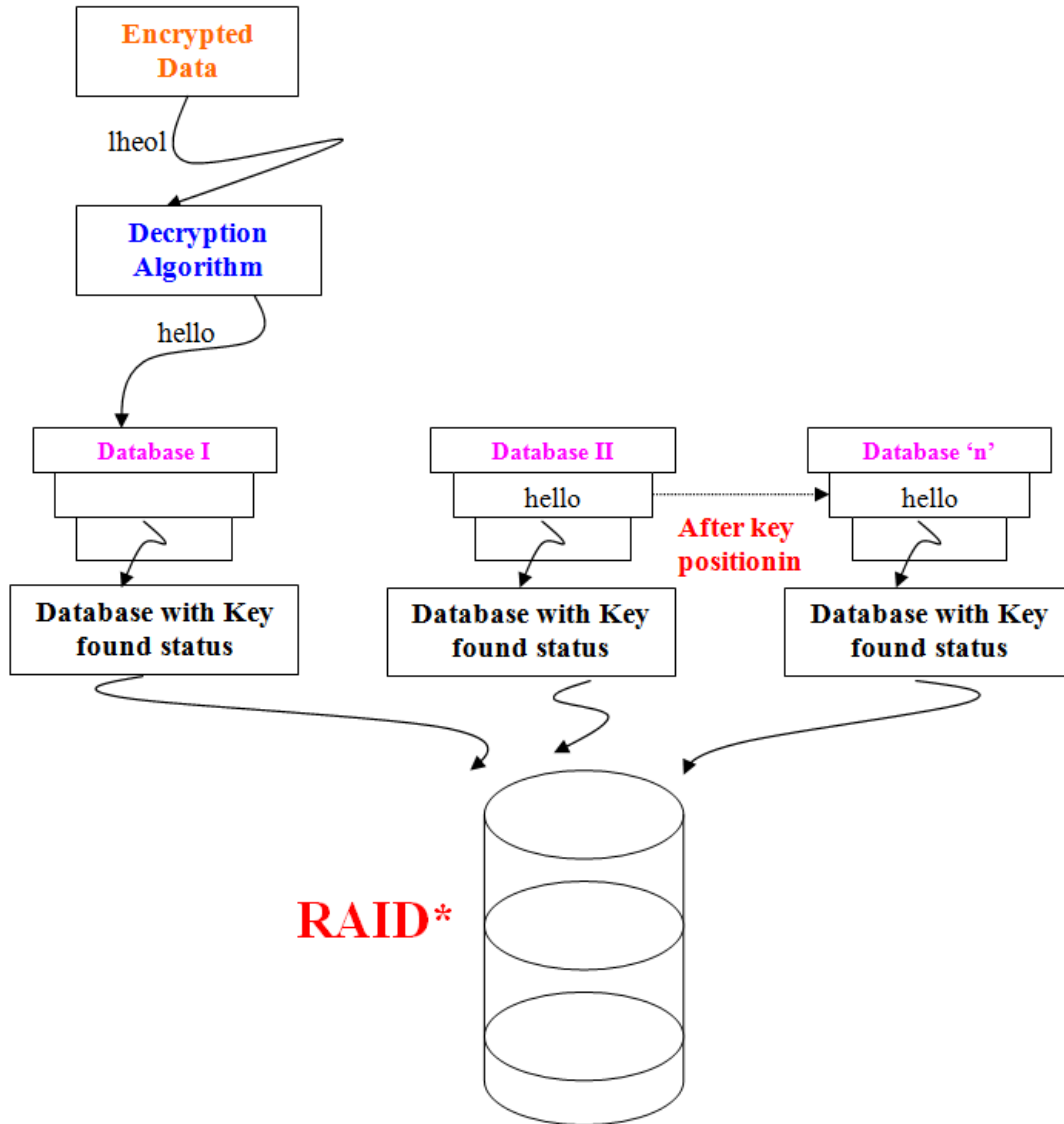 Encrypted
Data
lheol
Decryption
Algorithm
hello
Database I
Database II
Database ‘n’
hello
hello
After key
positionin
Database with Key
found status
Database with Key
found status
Database with Key
found status
RAID*